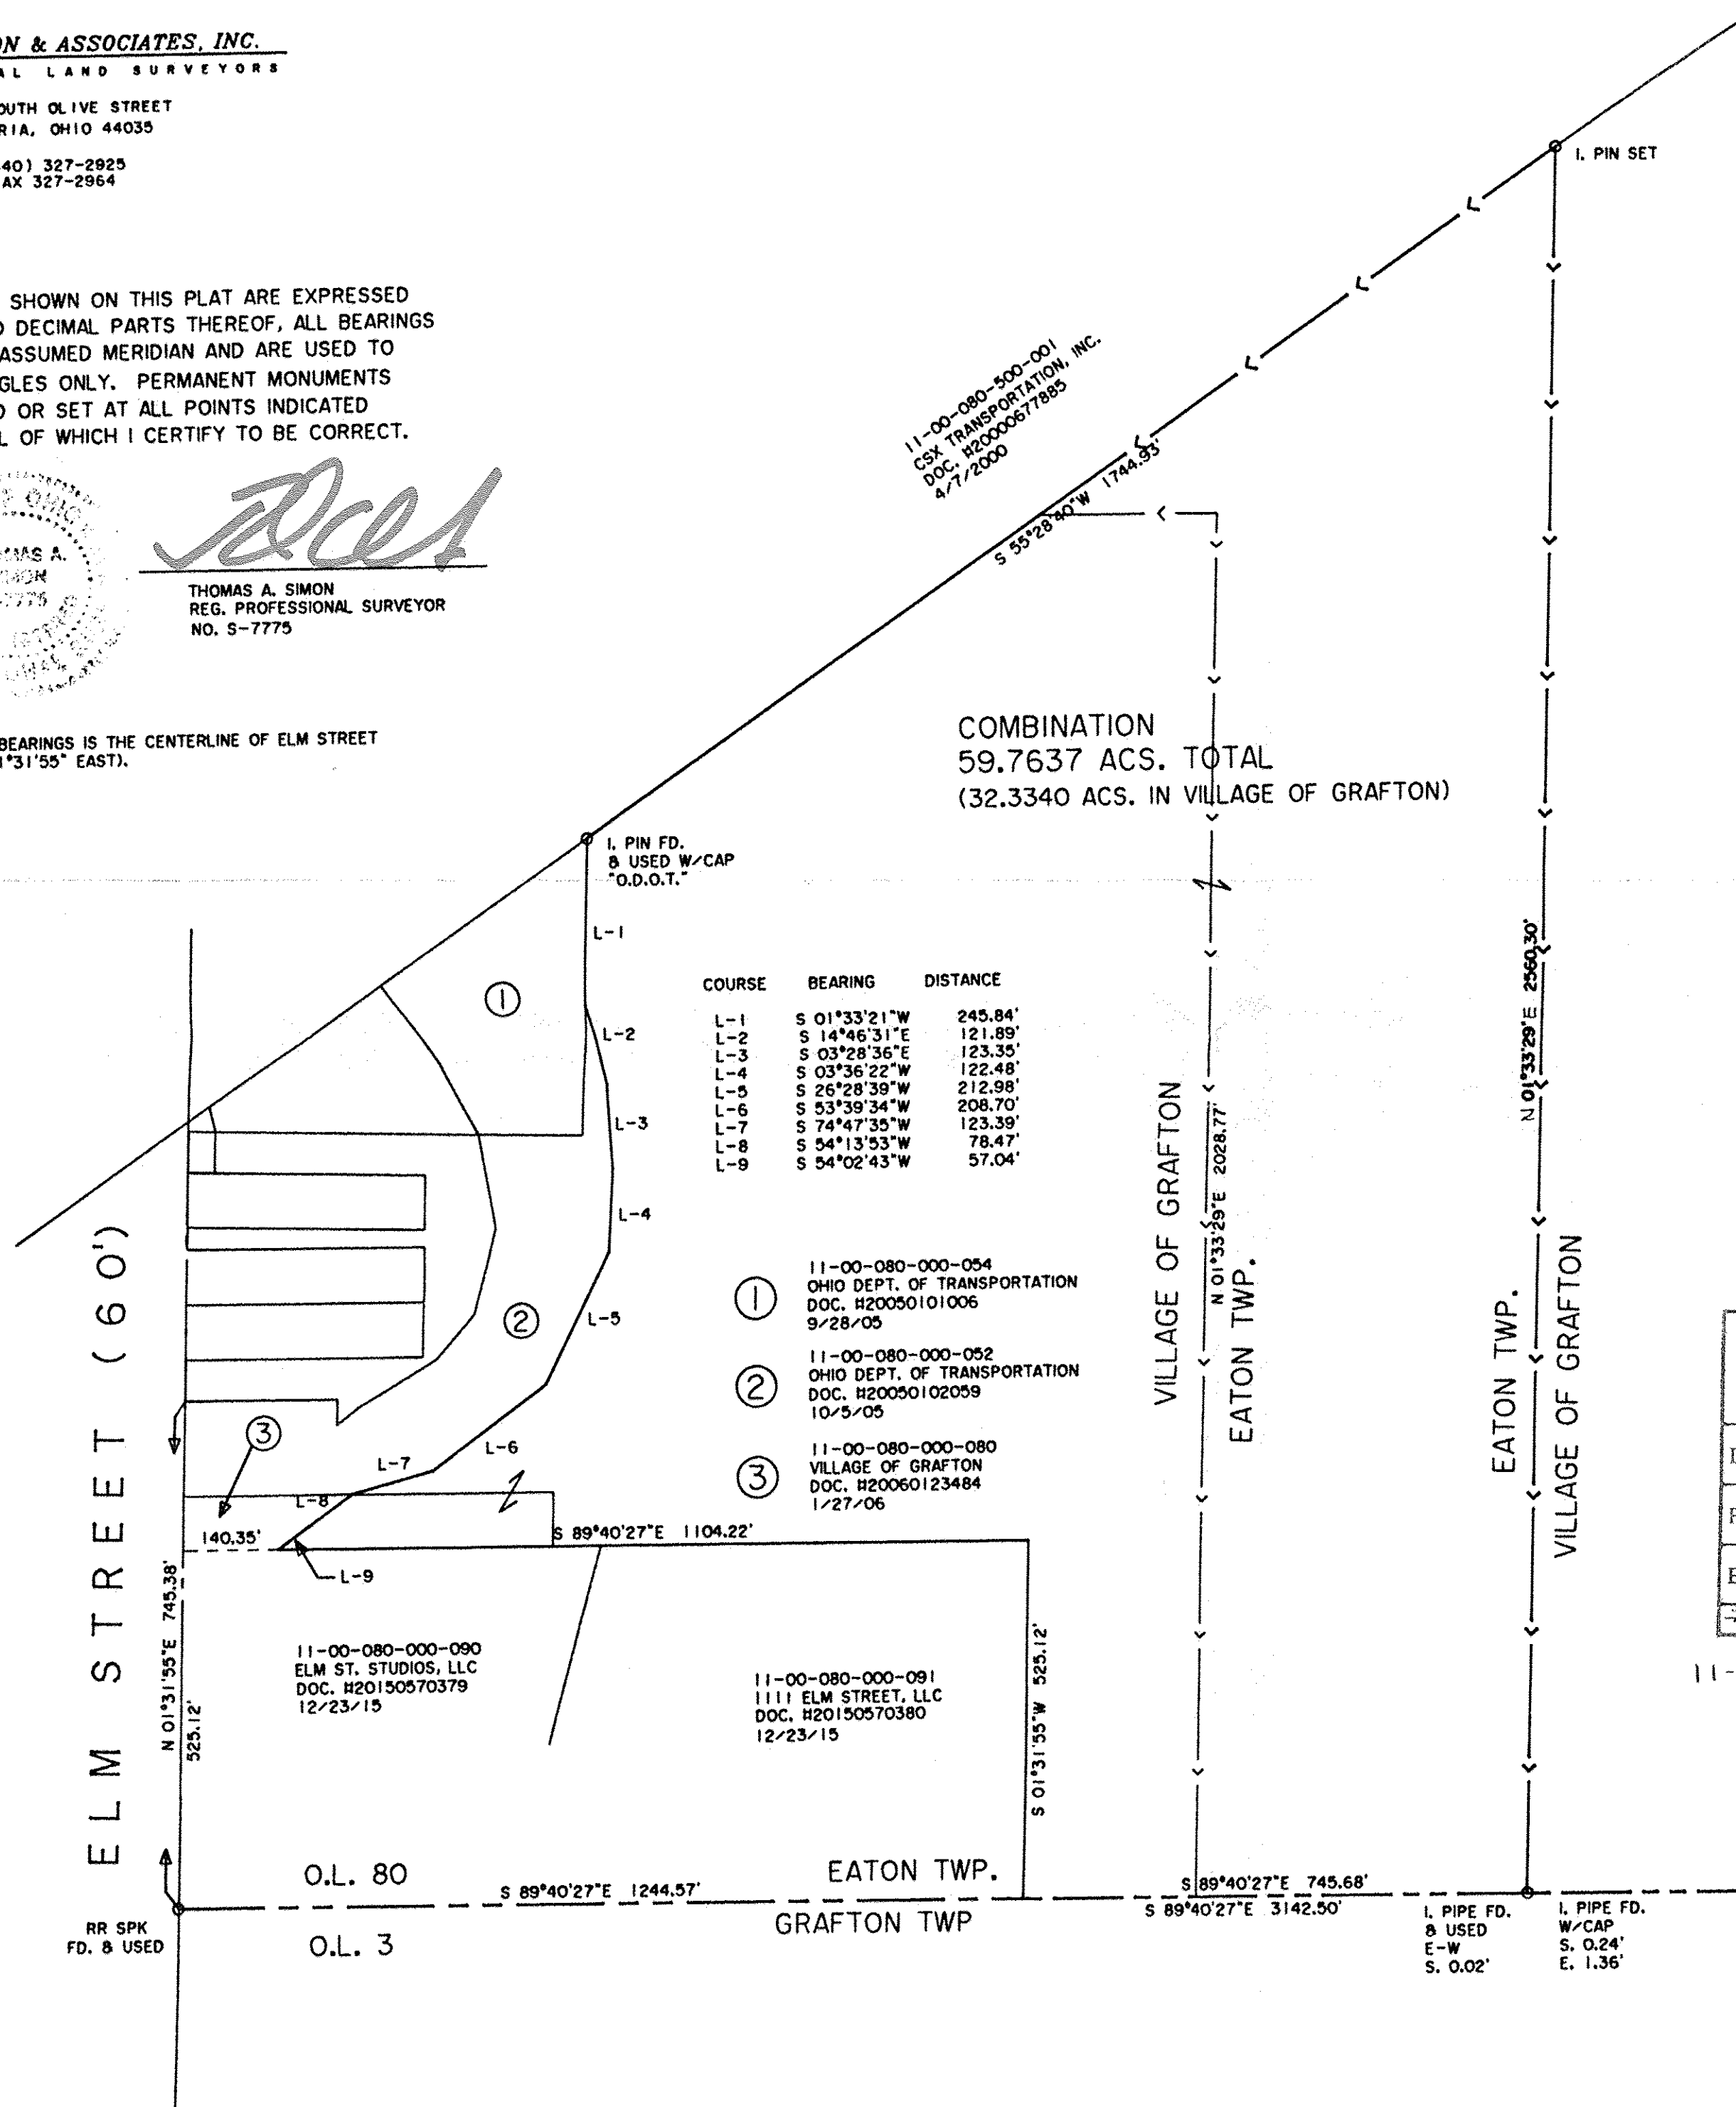 & ASSOCIATES, INC.
LAND SURVEYORS
OLIVE STREET
OHIO 44035
327-2925
327-2964
SHOWN ON THIS PLAT ARE EXPRESSED
DECIMAL PARTS THEREOF, ALL BEARINGS
ASSUMED MERIDIAN AND ARE USED TO
ONLY. PERMANENT MONUMENTS
OR SET AT ALL POINTS INDICATED
OF WHICH I CERTIFY TO BE CORRECT.
THOMAS A. SIMON
REG. PROFESSIONAL SURVEYOR
NO. S-7775
BEARINGS IS THE CENTERLINE OF ELM STREET
1°31'55" EAST).
I. PIN SET
11-00-080-500-001
CSX TRANSPORTATION, INC.
DOC. #20000677885
4/7/2000
S 55°28'40"W 1744.93'
COMBINATION
59.7637 ACS. TOTAL
(32.3340 ACS. IN VILLAGE OF GRAFTON)
I. PIN FD.
& USED W/CAP
"O.D.O.T."
L-1
L-2
L-3
L-4
L-5
L-6
L-7
L-8
L-9
1
2
3
COURSE BEARING DISTANCE
L-1 S 01°33'21"W 245.84'
L-2 S 14°46'31"E 121.89'
L-3 S 03°28'36"E 123.35'
L-4 S 03°36'22"W 122.48'
L-5 S 26°28'39"W 212.98'
L-6 S 53°39'34"W 208.70'
L-7 S 74°47'35"W 123.39'
L-8 S 54°13'53"W 78.47'
L-9 S 54°02'43"W 57.04'
1
11-00-080-000-054
OHIO DEPT. OF TRANSPORTATION
DOC. #20050101006
9/28/05
2
11-00-080-000-052
OHIO DEPT. OF TRANSPORTATION
DOC. #20050102059
10/5/05
3
11-00-080-000-080
VILLAGE OF GRAFTON
DOC. #20060123484
1/27/06
VILLAGE OF GRAFTON
N 01°33'29"E 2028.77'
EATON TWP.
N 01°33'29"E 2560.30'
EATON TWP.
VILLAGE OF GRAFTON
ELM STREET (60')
140.35'
S 89°40'27"E 1104.22'
N 01°31'55"E 745.38'
525.12'
11-00-080-000-090
ELM ST. STUDIOS, LLC
DOC. #20150570379
12/23/15
11-00-080-000-091
1111 ELM STREET, LLC
DOC. #20150570380
12/23/15
S 01°31'55"W 525.12'
11-
O.L. 80
EATON TWP.
S 89°40'27"E 1244.57'
S 89°40'27"E 745.68'
S 89°40'27"E 3142.50'
GRAFTON TWP
O.L. 3
RR SPK
FD. & USED
I. PIPE FD.
& USED
E-W
S. 0.02'
I. PIPE FD.
W/CAP
S. 0.24'
E. 1.36'